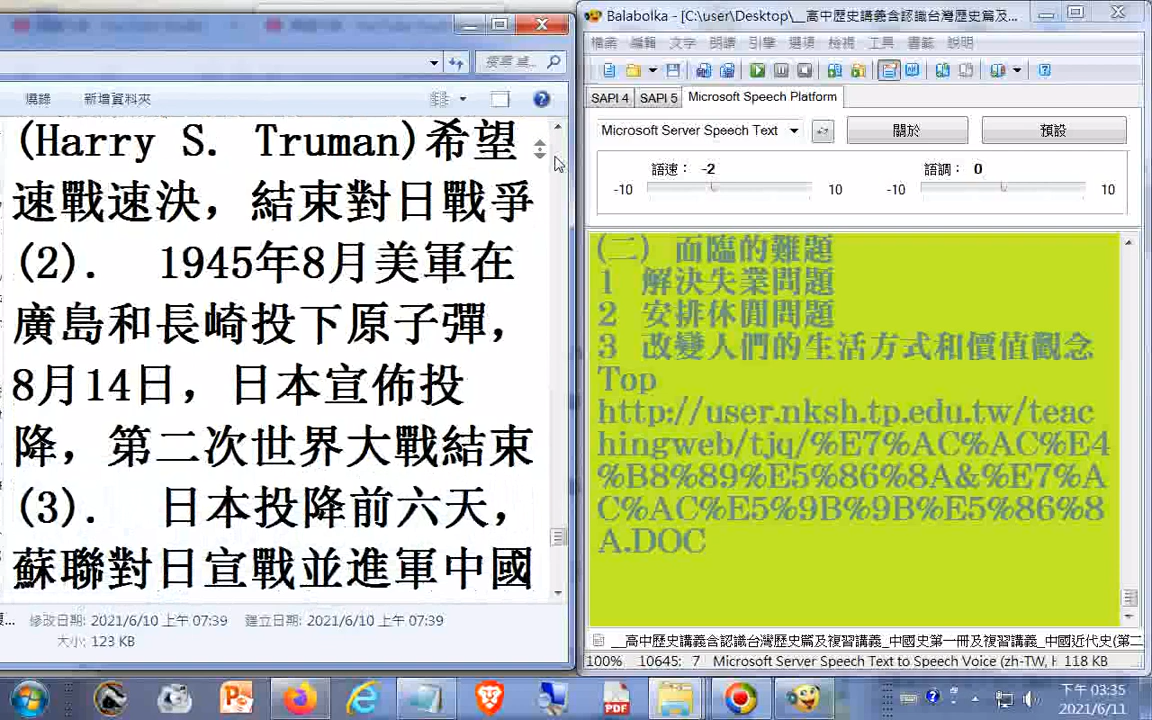 搜尋 桌...
燒錄 新增資料夾
(Harry S. Truman)希望
速戰速決，結束對日戰爭
(2). 1945年8月美軍在
廣島和長崎投下原子彈，
8月14日，日本宣佈投
降，第二次世界大戰結束
(3). 日本投降前六天，
蘇聯對日宣戰並進軍中國
修改日期: 2021/6/10 上午 07:39 建立日期: 2021/6/10 上午 07:39
大小: 123 KB
Balabolka - [C:\user\Desktop\__高中歷史講義含認識台灣歷史篇及...
檔案 編輯 文字 朗讀 引擎 選項 檢視 工具 書籤 說明
SAPI 4 SAPI 5 Microsoft Speech Platform
Microsoft Server Speech Text 關於 預設
語速： -2 語調： 0
-10 10 -10 10
(二) 面臨的難題
1 解決失業問題
2 安排休閒問題
3 改變人們的生活方式和價值觀念
Top
http://user.nksh.tp.edu.tw/teac
hingweb/tjq/%E7%AC%AC%E4
%B8%89%E5%86%8A&%E7%A
C%AC%E5%9B%9B%E5%86%8
A.DOC
__高中歷史講義含認識台灣歷史篇及複習講義_中國史第一冊及複習講義_中國近代史(第二
100% 10645: 7 Microsoft Server Speech Text to Speech Voice (zh-TW, H 118 KB
PDF
下午 03:35
2021/6/11